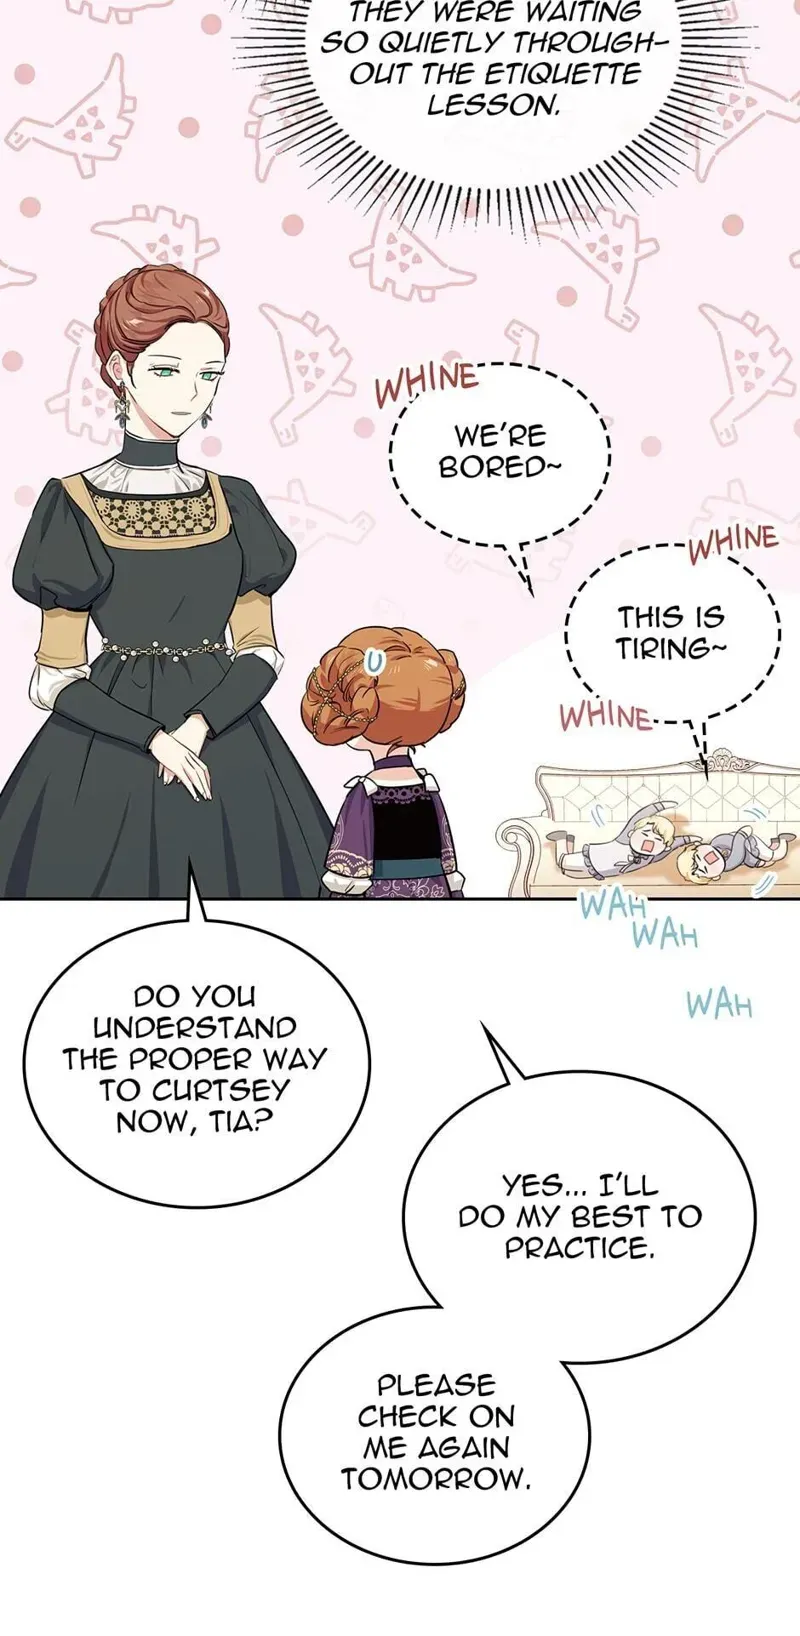 THEY WERE WAITING
SO QUIETLY THROUGH-
OUT THE ETIQUETTE
LESSON.
WHINE
WE'RE
BORED~
WHINE
THIS IS
TIRING~
WHINE
WAH
WAH
WAH
DO YOU
UNDERSTAND
THE PROPER WAY
TO CURTSEY
NOW, TIA?
YES... I'LL
DO MY BEST TO
PRACTICE.
PLEASE
CHECK ON
ME AGAIN
TOMORROW.